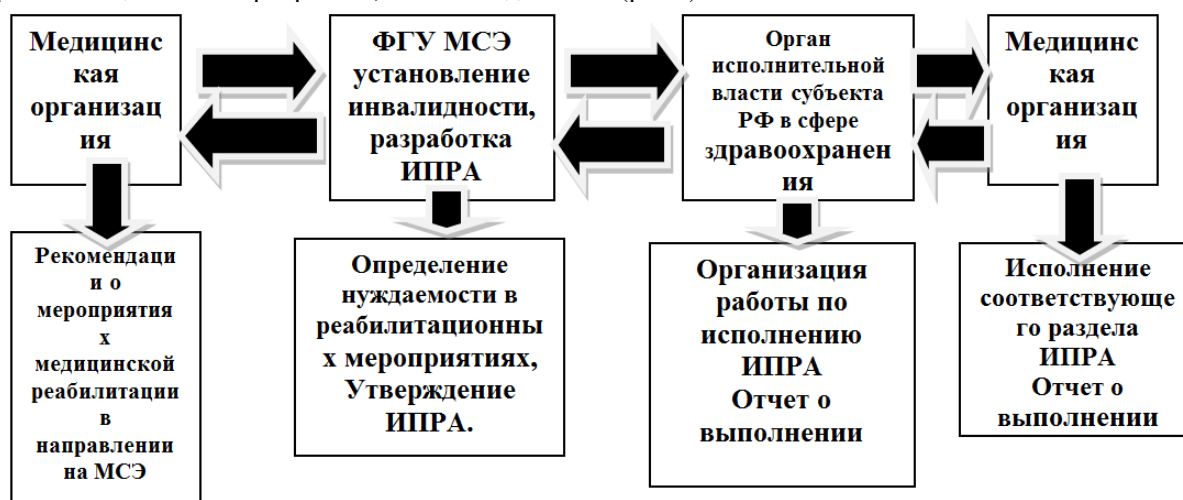 Медицинс
кая
организац
ия
ФГУ МСЭ
установление
инвалидности,
разработка
ИПРА
Орган
исполнительной
власти субъекта
РФ в сфере
здравоохранен
ия
Медицинс
кая
организац
ия
Рекомендаци
и о
мероприятия
х
медицинской
реабилитации
в
направлении
на МСЭ
Определение
нуждаемости в
реабилитационны
х мероприятиях,
Утверждение
ИПРА.
Организация
работы по
исполнению
ИПРА
Отчет о
выполнении
Исполнение
соответствующе
го раздела
ИПРА
Отчет о
выполнении